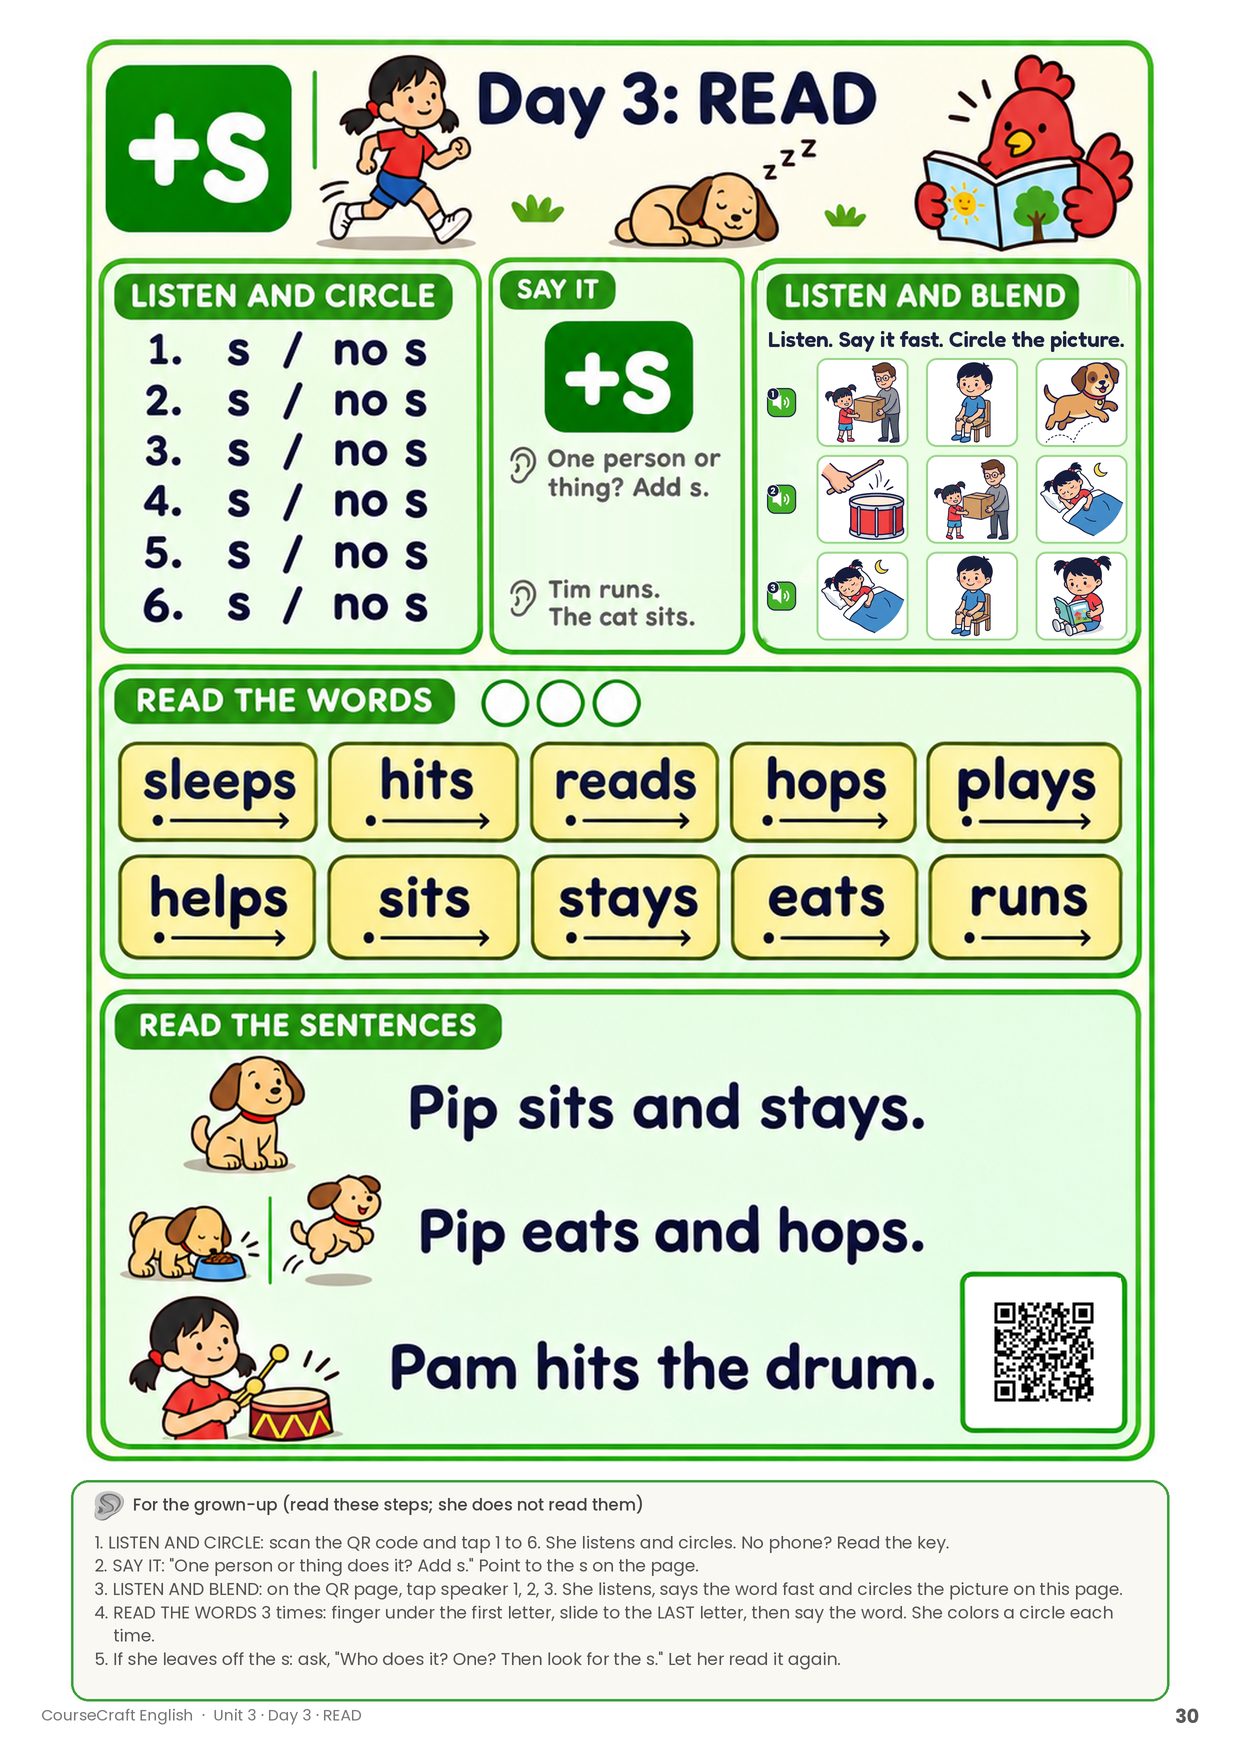 +s
Day 3: READ
z z z
LISTEN AND CIRCLE
1. s / no s
2. s / no s
3. s / no s
4. s / no s
5. s / no s
6. s / no s
SAY IT
+s
One person or
thing? Add s.
Tim runs.
The cat sits.
LISTEN AND BLEND
Listen. Say it fast. Circle the picture.
1
2
3
READ THE WORDS
sleeps hits reads hops plays
helps sits stays eats runs
READ THE SENTENCES
Pip sits and stays.
Pip eats and hops.
Pam hits the drum.
For the grown-up (read these steps; she does not read them)
1. LISTEN AND CIRCLE: scan the QR code and tap 1 to 6. She listens and circles. No phone? Read the key.
2. SAY IT: "One person or thing does it? Add s." Point to the s on the page.
3. LISTEN AND BLEND: on the QR page, tap speaker 1, 2, 3. She listens, says the word fast and circles the picture on this page.
4. READ THE WORDS 3 times: finger under the first letter, slide to the LAST letter, then say the word. She colors a circle each
time.
5. If she leaves off the s: ask, "Who does it? One? Then look for the s." Let her read it again.
CourseCraft English · Unit 3 · Day 3 · READ
30